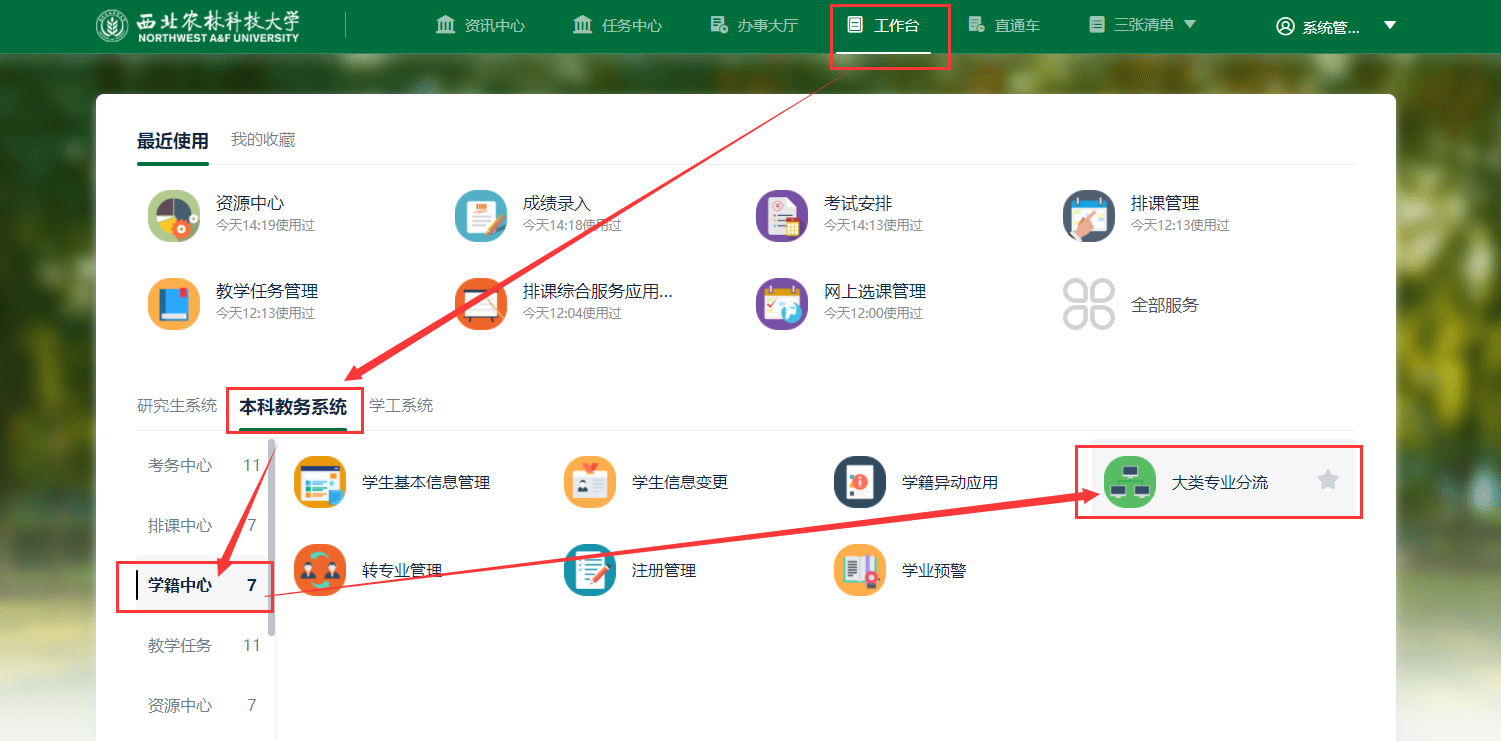 西北农林科技大学
NORTHWEST A&F UNIVERSITY
资讯中心
任务中心
办事大厅
工作台
直通车
三张清单
系统管...
最近使用
我的收藏
资源中心
今天14:19使用过
成绩录入
今天14:18使用过
考试安排
今天14:13使用过
排课管理
今天12:13使用过
教学任务管理
今天12:13使用过
排课综合服务应用...
今天12:04使用过
网上选课管理
今天12:00使用过
全部服务
研究生系统
本科教务系统
学工系统
考务中心 11
排课中心 7
学籍中心 7
教学任务 11
资源中心 7
学生基本信息管理
学生信息变更
学籍异动应用
大类专业分流
转专业管理
注册管理
学业预警